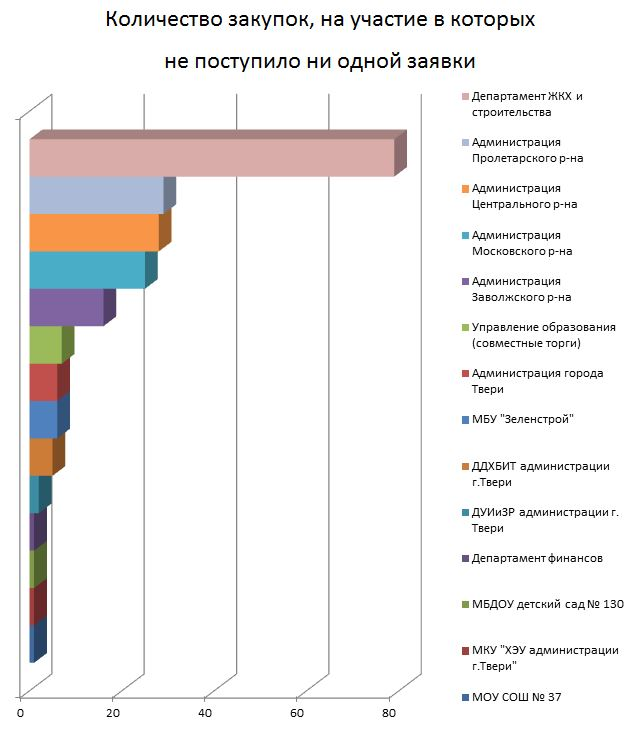 Количество закупок, на участие в которых
не поступило ни одной заявки
Департамент ЖКХ и
строительства
Администрация
Пролетарского р-на
Администрация
Центрального р-на
Администрация
Московского р-на
Администрация
Заволжского р-на
Управление образования
(совместные торги)
Администрация города
Твери
МБУ "Зеленстрой"
ДДХБИТ администрации
г.Твери
ДУИиЗР администрации г.
Твери
Департамент финансов
МБДОУ детский сад № 130
МКУ "ХЭУ администрации
г.Твери"
МОУ СОШ № 37
0 20 40 60 80